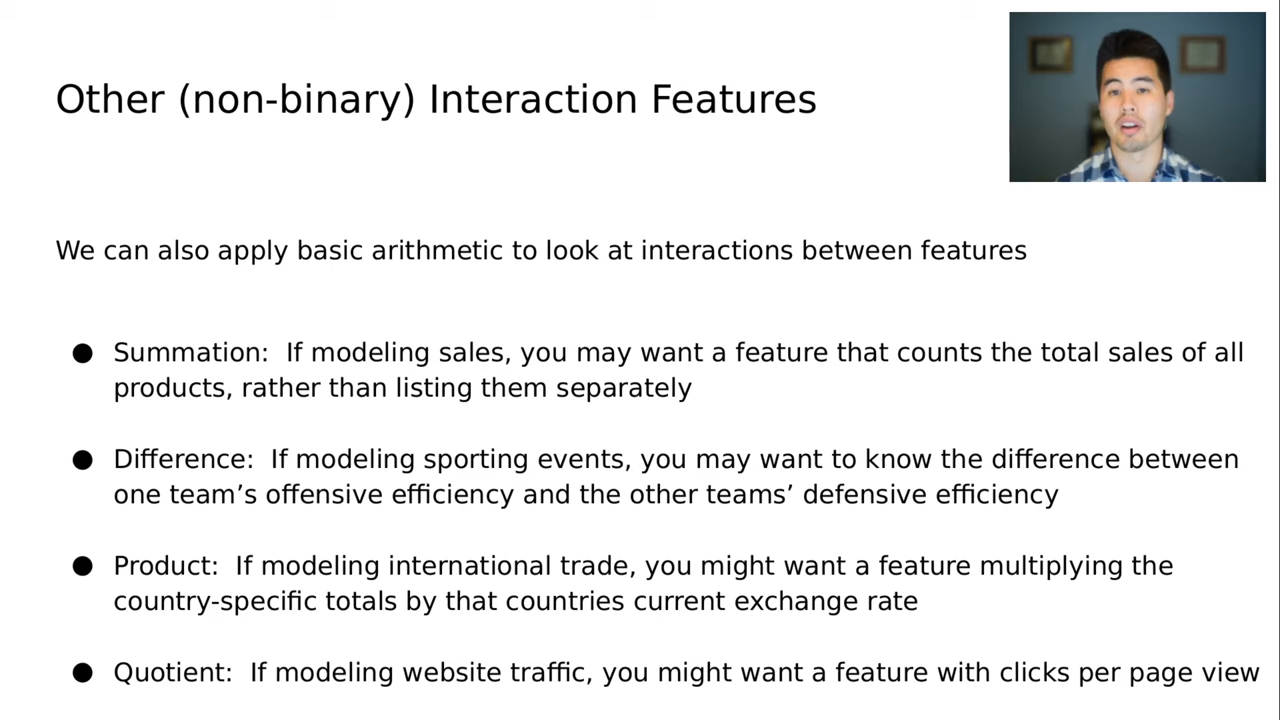 Other (non-binary) Interaction Features
We can also apply basic arithmetic to look at interactions between features
● Summation:  If modeling sales, you may want a feature that counts the total sales of all
products, rather than listing them separately
● Difference:  If modeling sporting events, you may want to know the difference between
one team’s offensive efficiency and the other teams’ defensive efficiency
● Product:  If modeling international trade, you might want a feature multiplying the
country-specific totals by that countries current exchange rate
● Quotient:  If modeling website traffic, you might want a feature with clicks per page view